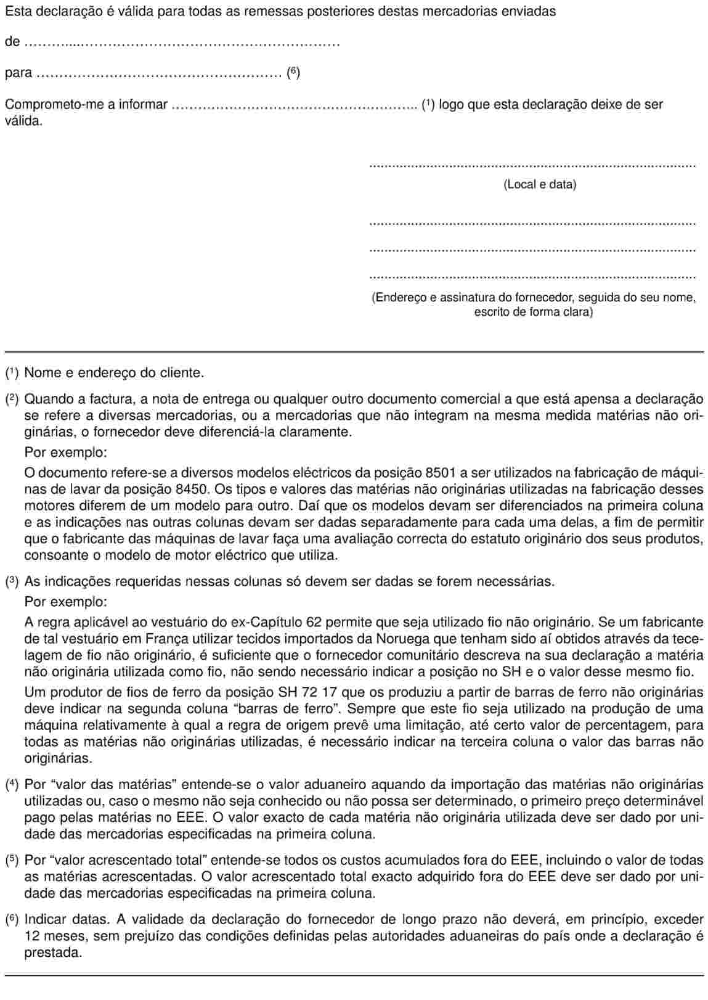 Esta declaração é válida para todas as remessas posteriores destas mercadorias enviadas
de ………....……………………………………………………
para ……………………………………………… (⁶)
Comprometo-me a informar …………………………………………….. (¹) logo que esta declaração deixe de ser
válida.
......................................................................................
(Local e data)
......................................................................................
......................................................................................
......................................................................................
(Endereço e assinatura do fornecedor, seguida do seu nome,
escrito de forma clara)
(¹) Nome e endereço do cliente.
(²) Quando a factura, a nota de entrega ou qualquer outro documento comercial a que está apensa a declaração
se refere a diversas mercadorias, ou a mercadorias que não integram na mesma medida matérias não ori-
ginárias, o fornecedor deve diferenciá-la claramente.
Por exemplo:
O documento refere-se a diversos modelos eléctricos da posição 8501 a ser utilizados na fabricação de máqui-
nas de lavar da posição 8450. Os tipos e valores das matérias não originárias utilizadas na fabricação desses
motores diferem de um modelo para outro. Daí que os modelos devam ser diferenciados na primeira coluna
e as indicações nas outras colunas devam ser dadas separadamente para cada uma delas, a fim de permitir
que o fabricante das máquinas de lavar faça uma avaliação correcta do estatuto originário dos seus produtos,
consoante o modelo de motor eléctrico que utiliza.
(³) As indicações requeridas nessas colunas só devem ser dadas se forem necessárias.
Por exemplo:
A regra aplicável ao vestuário do ex-Capítulo 62 permite que seja utilizado fio não originário. Se um fabricante
de tal vestuário em França utilizar tecidos importados da Noruega que tenham sido aí obtidos através da tece-
lagem de fio não originário, é suficiente que o fornecedor comunitário descreva na sua declaração a matéria
não originária utilizada como fio, não sendo necessário indicar a posição no SH e o valor desse mesmo fio.
Um produtor de fios de ferro da posição SH 72 17 que os produziu a partir de barras de ferro não originárias
deve indicar na segunda coluna “barras de ferro”. Sempre que este fio seja utilizado na produção de uma
máquina relativamente à qual a regra de origem prevê uma limitação, até certo valor de percentagem, para
todas as matérias não originárias utilizadas, é necessário indicar na terceira coluna o valor das barras não
originárias.
(⁴) Por “valor das matérias” entende-se o valor aduaneiro aquando da importação das matérias não originárias
utilizadas ou, caso o mesmo não seja conhecido ou não possa ser determinado, o primeiro preço determinável
pago pelas matérias no EEE. O valor exacto de cada matéria não originária utilizada deve ser dado por uni-
dade das mercadorias especificadas na primeira coluna.
(⁵) Por “valor acrescentado total” entende-se todos os custos acumulados fora do EEE, incluindo o valor de todas
as matérias acrescentadas. O valor acrescentado total exacto adquirido fora do EEE deve ser dado por uni-
dade das mercadorias especificadas na primeira coluna.
(⁶) Indicar datas. A validade da declaração do fornecedor de longo prazo não deverá, em princípio, exceder
12 meses, sem prejuízo das condições definidas pelas autoridades aduaneiras do país onde a declaração é
prestada.